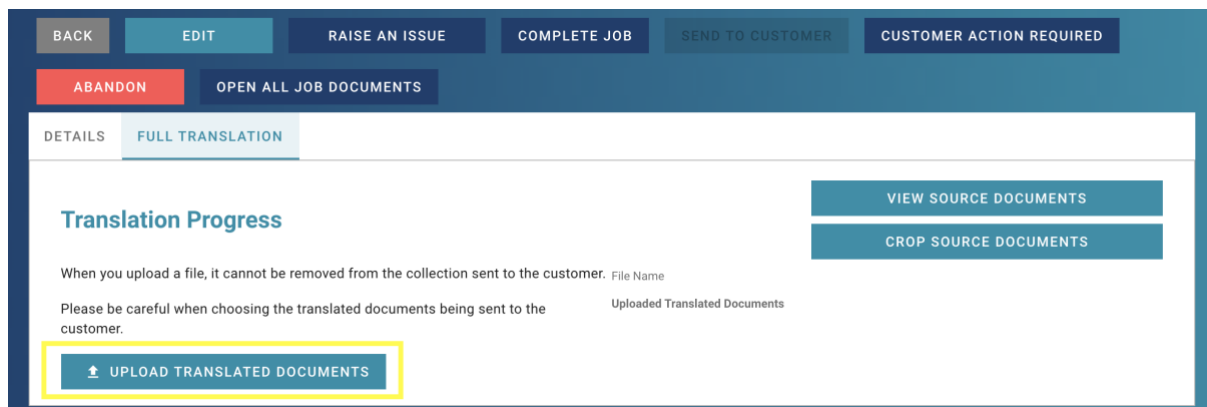 BACK
EDIT
RAISE AN ISSUE
COMPLETE JOB
SEND TO CUSTOMER
CUSTOMER ACTION REQUIRED
ABANDON
OPEN ALL JOB DOCUMENTS
DETAILS
FULL TRANSLATION
VIEW SOURCE DOCUMENTS
CROP SOURCE DOCUMENTS
Translation Progress
When you upload a file, it cannot be removed from the collection sent to the customer.
File Name
Please be careful when choosing the translated documents being sent to the
customer.
Uploaded Translated Documents
UPLOAD TRANSLATED DOCUMENTS